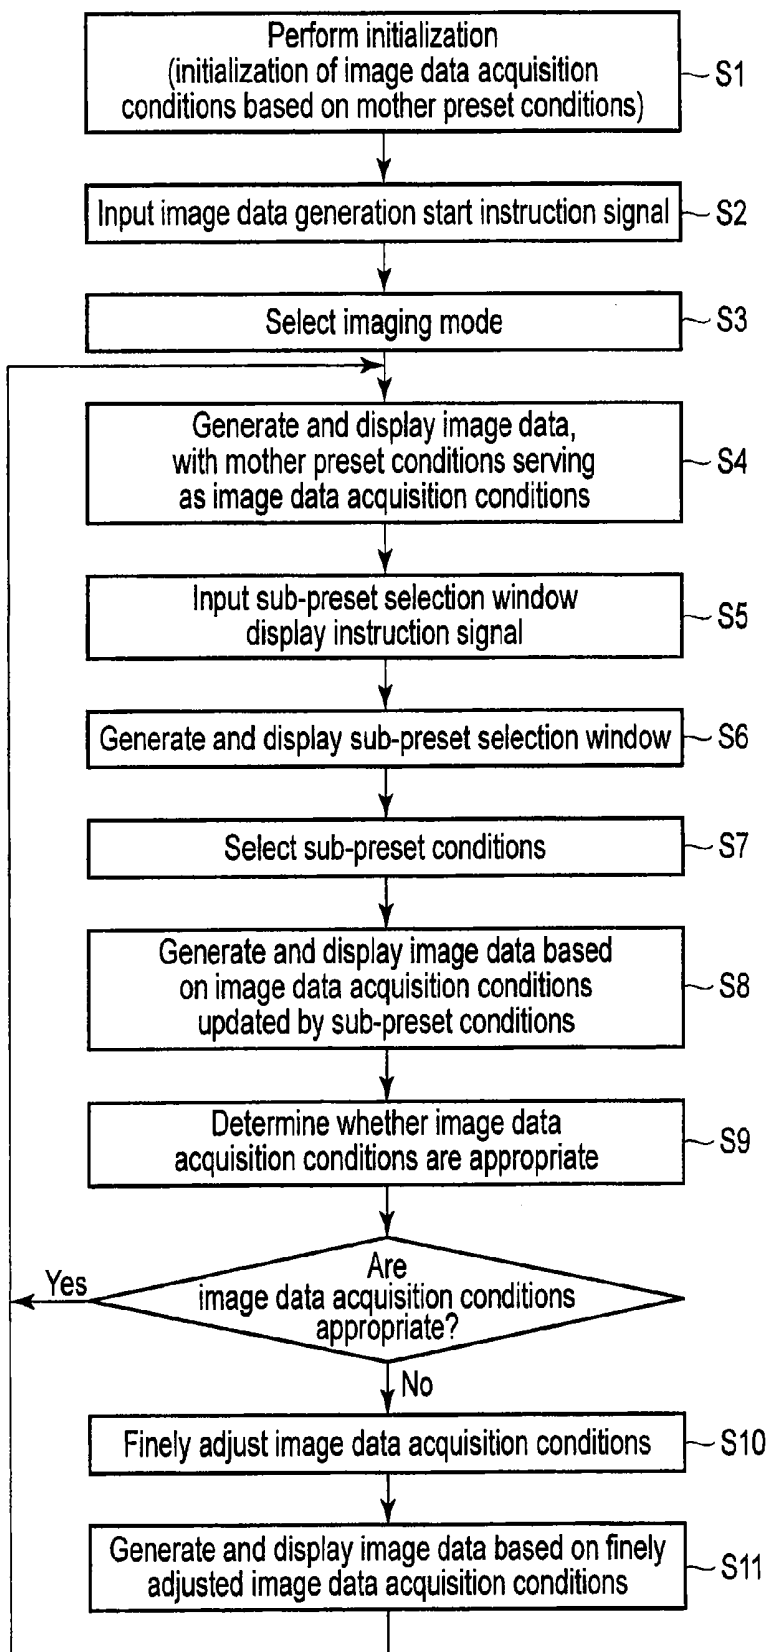 Perform initialization
(initialization of image data acquisition
conditions based on mother preset conditions)
S1
Input image data generation start instruction signal
S2
Select imaging mode
S3
Generate and display image data,
with mother preset conditions serving
as image data acquisition conditions
S4
Input sub-preset selection window
display instruction signal
S5
Generate and display sub-preset selection window
S6
Select sub-preset conditions
S7
Generate and display image data based
on image data acquisition conditions
updated by sub-preset conditions
S8
Determine whether image data
acquisition conditions are appropriate
S9
Are
image data acquisition conditions
appropriate?
Yes
No
Finely adjust image data acquisition conditions
S10
Generate and display image data based on finely
adjusted image data acquisition conditions
S11